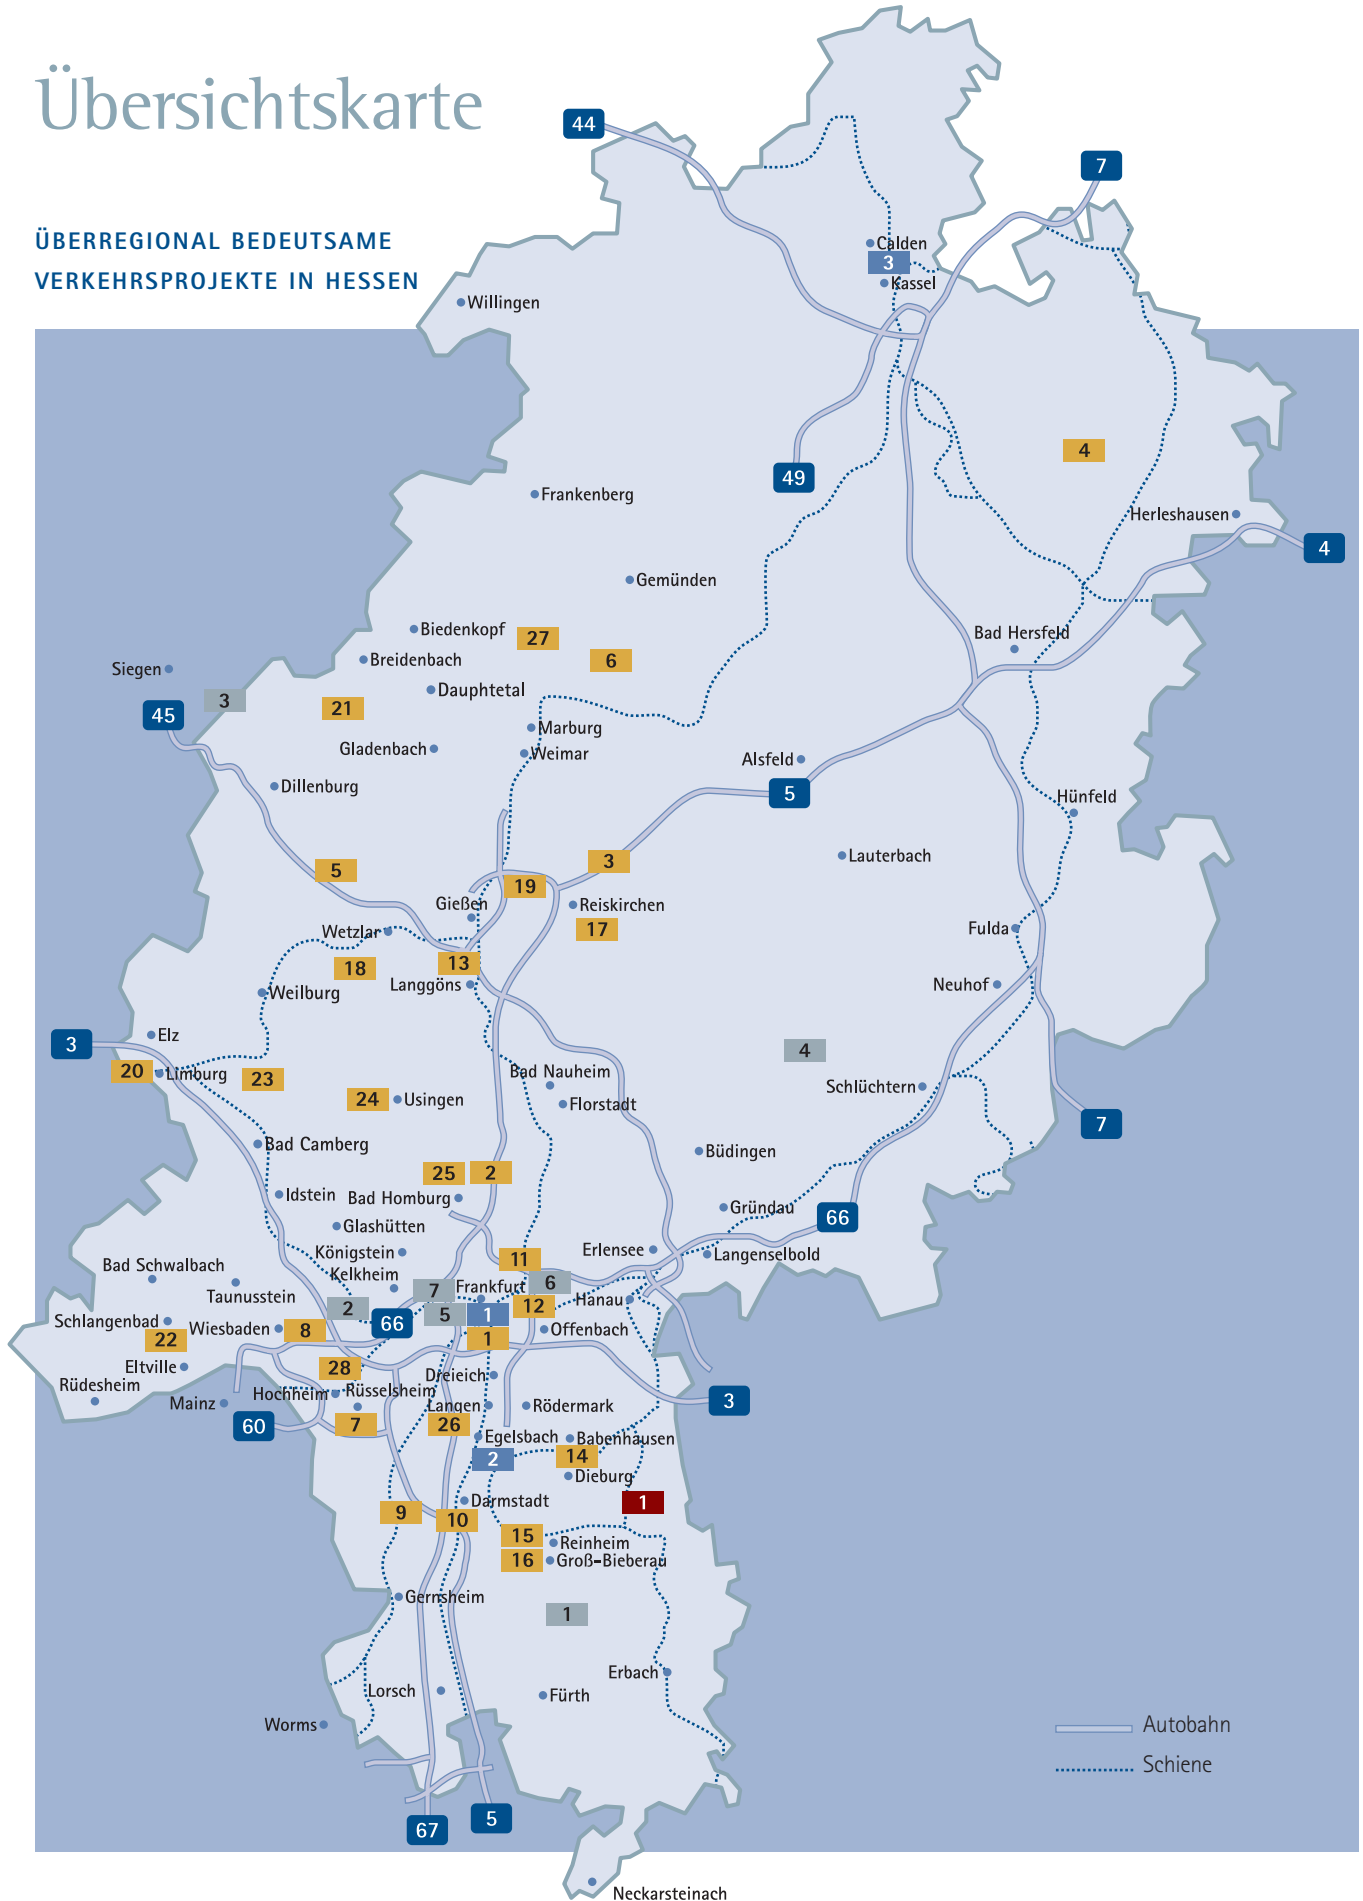 Übersichtskarte
44
7
ÜBERREGIONAL BEDEUTSAME
VERKEHRSPROJEKTE IN HESSEN
Calden
3
Kassel
Willingen
4
49
Frankenberg
Herleshausen
4
Gemünden
Biedenkopf
27
Bad Hersfeld
Breidenbach
6
Siegen
Dauphtetal
3
21
45
Marburg
Gladenbach
Weimar
Alsfeld
Dillenburg
5
Hünfeld
Lauterbach
3
5
19
Gießen
Reiskirchen
Wetzlar
17
Fulda
13
18
Langgöns
Neuhof
Weilburg
Elz
3
4
20
Limburg
23
Bad Nauheim
Schlüchtern
24
Usingen
Florstadt
7
Bad Camberg
Büdingen
25
2
Idstein
Bad Homburg
Gründau
66
Glashütten
Königstein
11
Erlensee
Langenselbold
Bad Schwalbach
Kelkheim
Taunusstein
7
Frankfurt
6
Hanau
2
5
1
12
Schlangenbad
66
Wiesbaden
8
Offenbach
22
1
Eltville
28
Dreieich
Rüdesheim
Hochheim
Rüsselsheim
Mainz
Langen
Rödermark
3
60
7
26
Egelsbach
Babenhausen
2
14
Dieburg
Darmstadt
1
9
10
15
Reinheim
16
Groß-Bieberau
Gernsheim
1
Erbach
Lorsch
Fürth
Worms
Autobahn
Schiene
5
67
Neckarsteinach